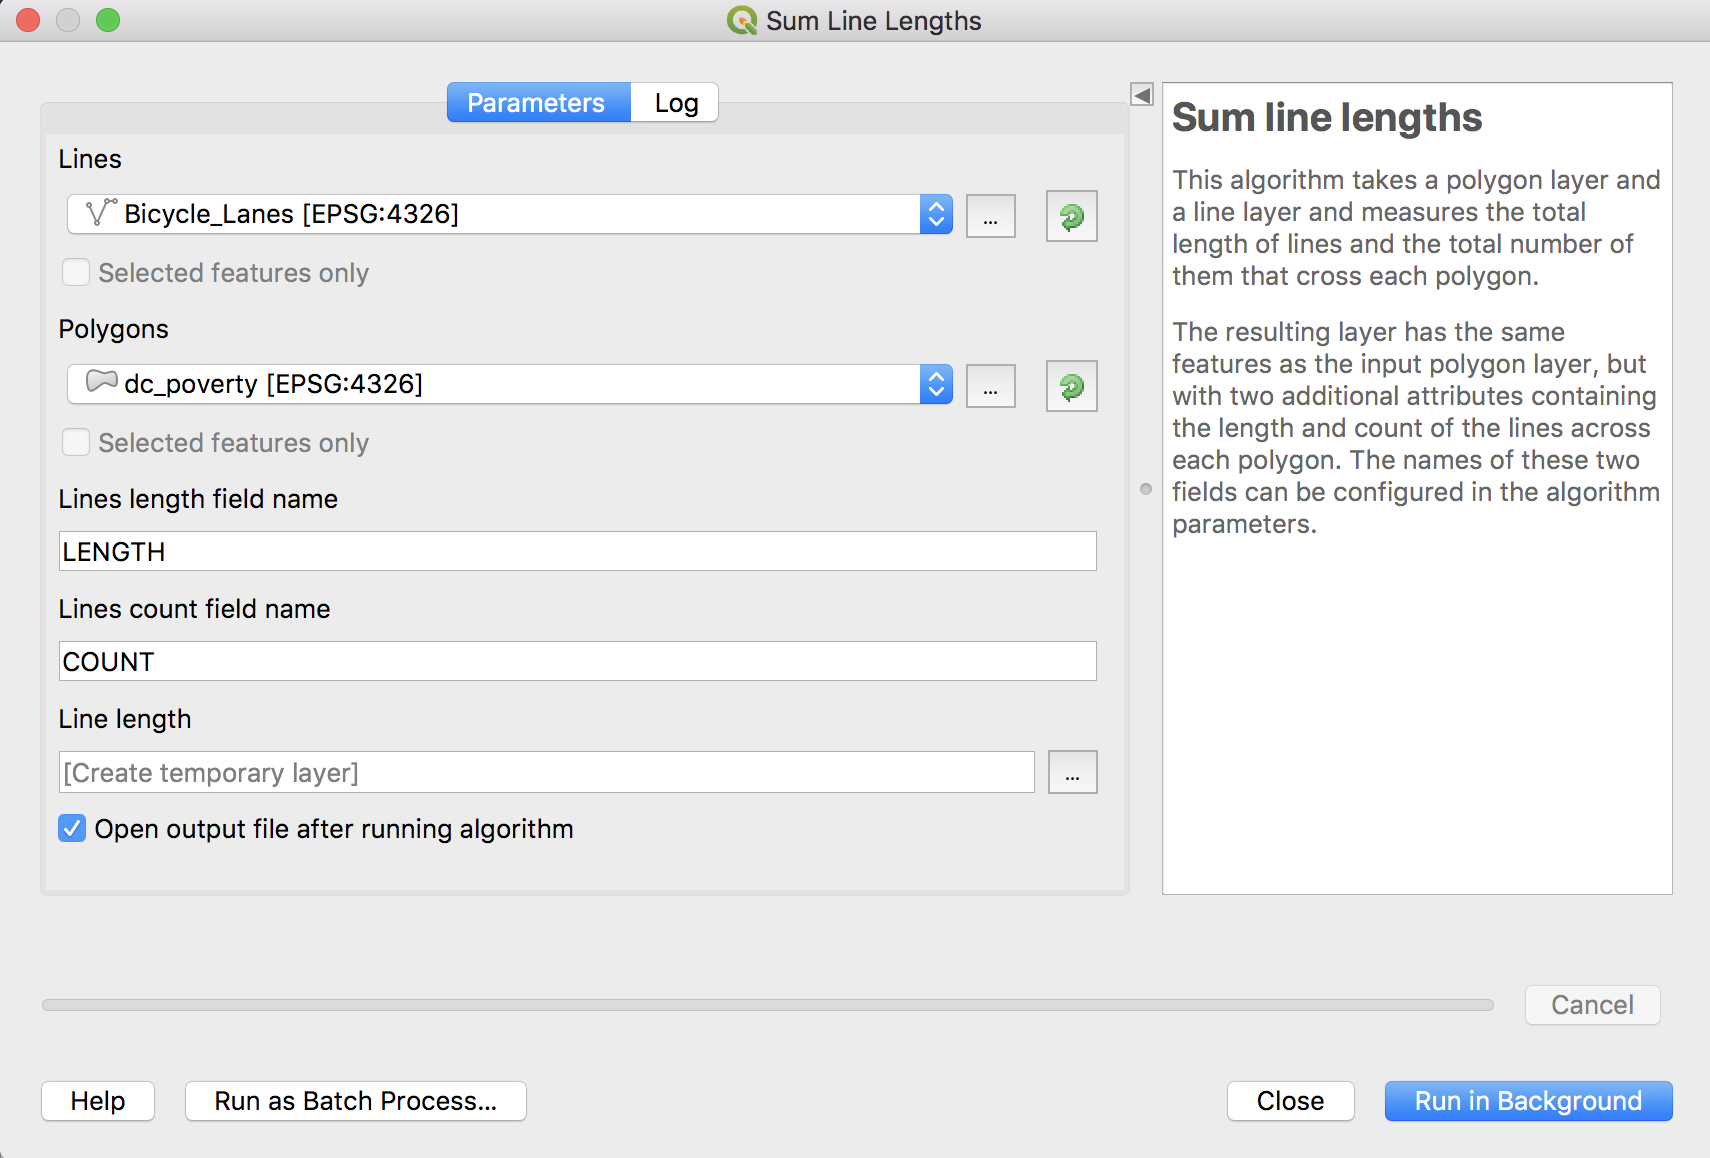 Sum Line Lengths
Parameters
Log
Lines
Bicycle_Lanes [EPSG:4326]
...
Selected features only
Polygons
dc_poverty [EPSG:4326]
...
Selected features only
Lines length field name
LENGTH
Lines count field name
COUNT
Line length
[Create temporary layer]
...
Open output file after running algorithm
Sum line lengths
This algorithm takes a polygon layer and
a line layer and measures the total
length of lines and the total number of
them that cross each polygon.
The resulting layer has the same
features as the input polygon layer, but
with two additional attributes containing
the length and count of the lines across
each polygon. The names of these two
fields can be configured in the algorithm
parameters.
Cancel
Help
Run as Batch Process...
Close
Run in Background